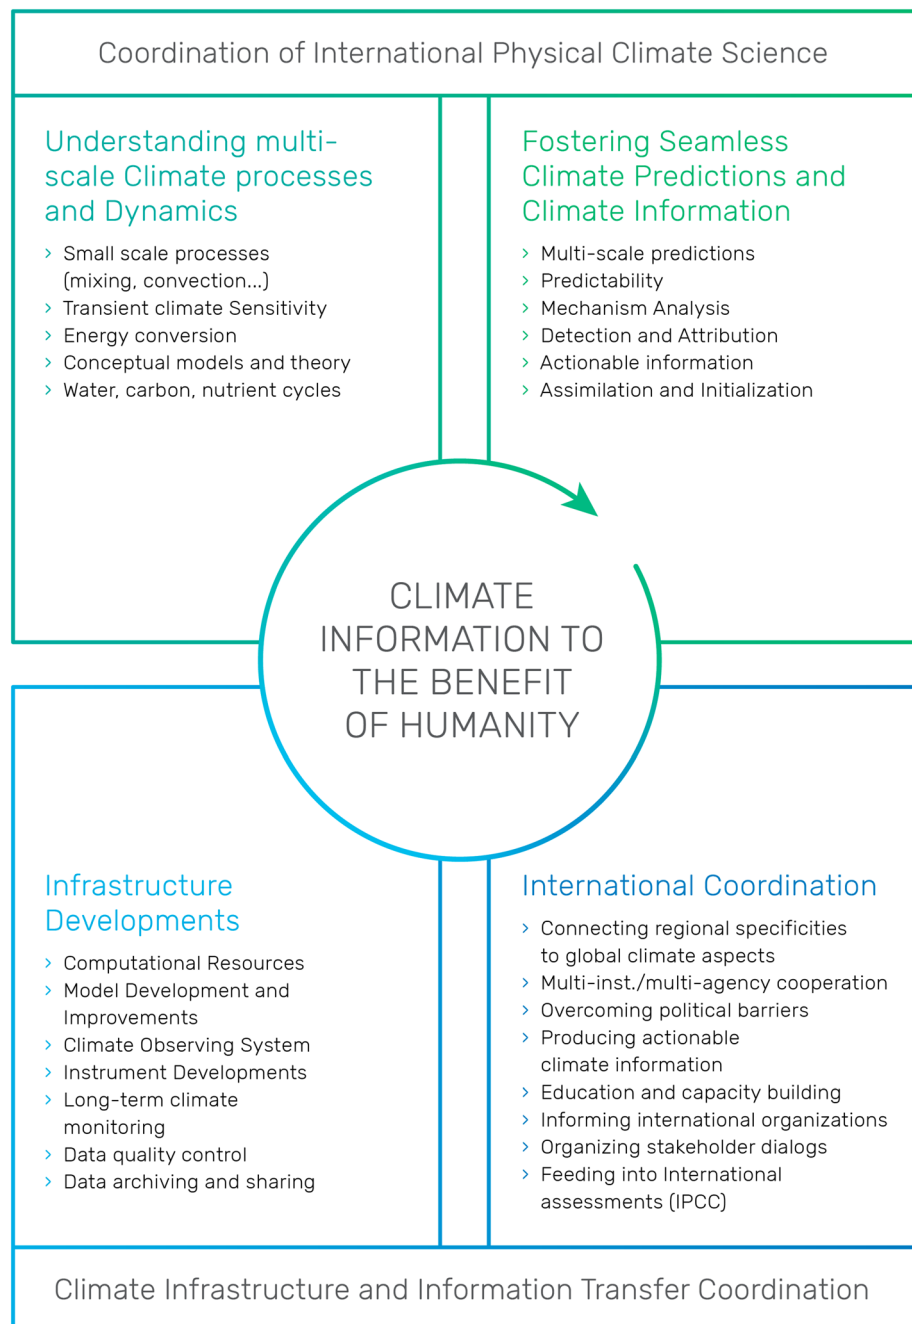 Coordination of International Physical Climate Science
Understanding multi-
scale Climate processes
and Dynamics
› Small scale processes
(mixing, convection...)
› Transient climate Sensitivity
› Energy conversion
› Conceptual models and theory
› Water, carbon, nutrient cycles
Fostering Seamless
Climate Predictions and
Climate Information
› Multi-scale predictions
› Predictability
› Mechanism Analysis
› Detection and Attribution
› Actionable information
› Assimilation and Initialization
CLIMATE
INFORMATION TO
THE BENEFIT
OF HUMANITY
Infrastructure
Developments
› Computational Resources
› Model Development and
Improvements
› Climate Observing System
› Instrument Developments
› Long-term climate
monitoring
› Data quality control
› Data archiving and sharing
International Coordination
› Connecting regional specificities
to global climate aspects
› Multi-inst./multi-agency cooperation
› Overcoming political barriers
› Producing actionable
climate information
› Education and capacity building
› Informing international organizations
› Organizing stakeholder dialogs
› Feeding into International
assessments (IPCC)
Climate Infrastructure and Information Transfer Coordination